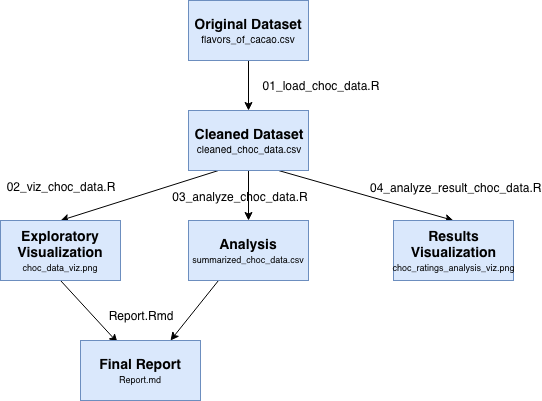 Original Dataset
flavors_of_cacao.csv
01_load_choc_data.R
Cleaned Dataset
cleaned_choc_data.csv
02_viz_choc_data.R
03_analyze_choc_data.R
04_analyze_result_choc_data.R
Exploratory
Visualization
choc_data_viz.png
Analysis
summarized_choc_data.csv
Results
Visualization
choc_ratings_analysis_viz.png
Report.Rmd
Final Report
Report.md